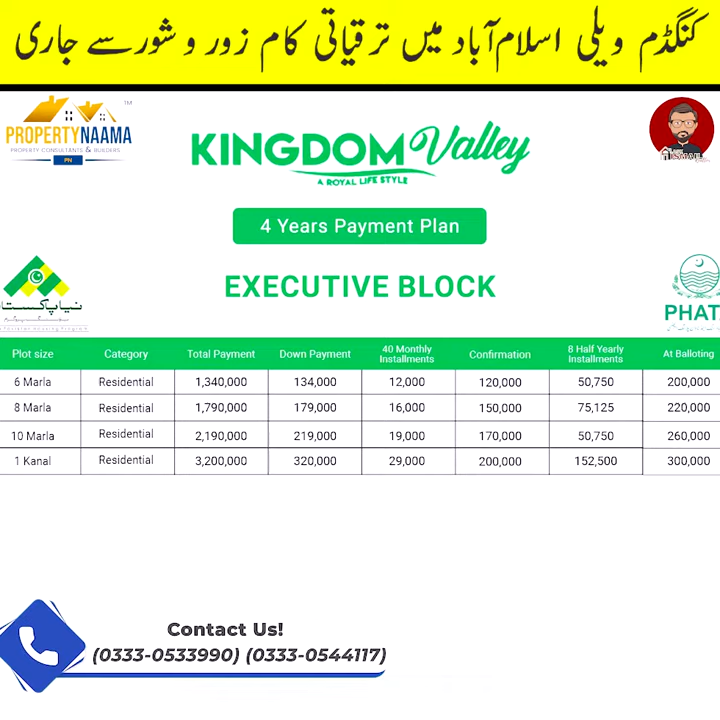 کنگڈم ویلی اسلام آباد میں ترقیاتی کام زور و شور سے جاری
TM
PROPERTYNAAMA
PROPERTY CONSULTANTS & BUILDERS
PN
KINGDOM Valley
A ROYAL LIFE STYLE
4 Years Payment Plan
EXECUTIVE BLOCK
نیا پاکستان
PHATA
Plot size Category Total Payment Down Payment 40 Monthly Installments Confirmation 8 Half Yearly Installments At Balloting
6 Marla Residential 1,340,000 134,000 12,000 120,000 50,750 200,000
8 Marla Residential 1,790,000 179,000 16,000 150,000 75,125 220,000
10 Marla Residential 2,190,000 219,000 19,000 170,000 50,750 260,000
1 Kanal Residential 3,200,000 320,000 29,000 200,000 152,500 300,000
Contact Us!
(0333-0533990) (0333-0544117)